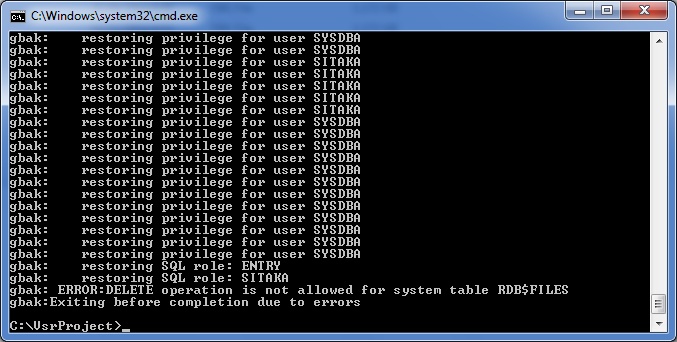 C:\Windows\system32\cmd.exe
gbak: restoring privilege for user SYSDBA
gbak: restoring privilege for user SYSDBA
gbak: restoring privilege for user SITAKA
gbak: restoring privilege for user SITAKA
gbak: restoring privilege for user SITAKA
gbak: restoring privilege for user SITAKA
gbak: restoring privilege for user SITAKA
gbak: restoring privilege for user SYSDBA
gbak: restoring privilege for user SYSDBA
gbak: restoring privilege for user SYSDBA
gbak: restoring privilege for user SYSDBA
gbak: restoring privilege for user SYSDBA
gbak: restoring privilege for user SYSDBA
gbak: restoring privilege for user SYSDBA
gbak: restoring privilege for user SYSDBA
gbak: restoring privilege for user SYSDBA
gbak: restoring privilege for user SYSDBA
gbak: restoring privilege for user SYSDBA
gbak: restoring privilege for user SYSDBA
gbak: restoring SQL role: ENTRY
gbak: restoring SQL role: SITAKA
gbak: ERROR:DELETE operation is not allowed for system table RDB$FILES
gbak:Exiting before completion due to errors
C:\VsrProject>_